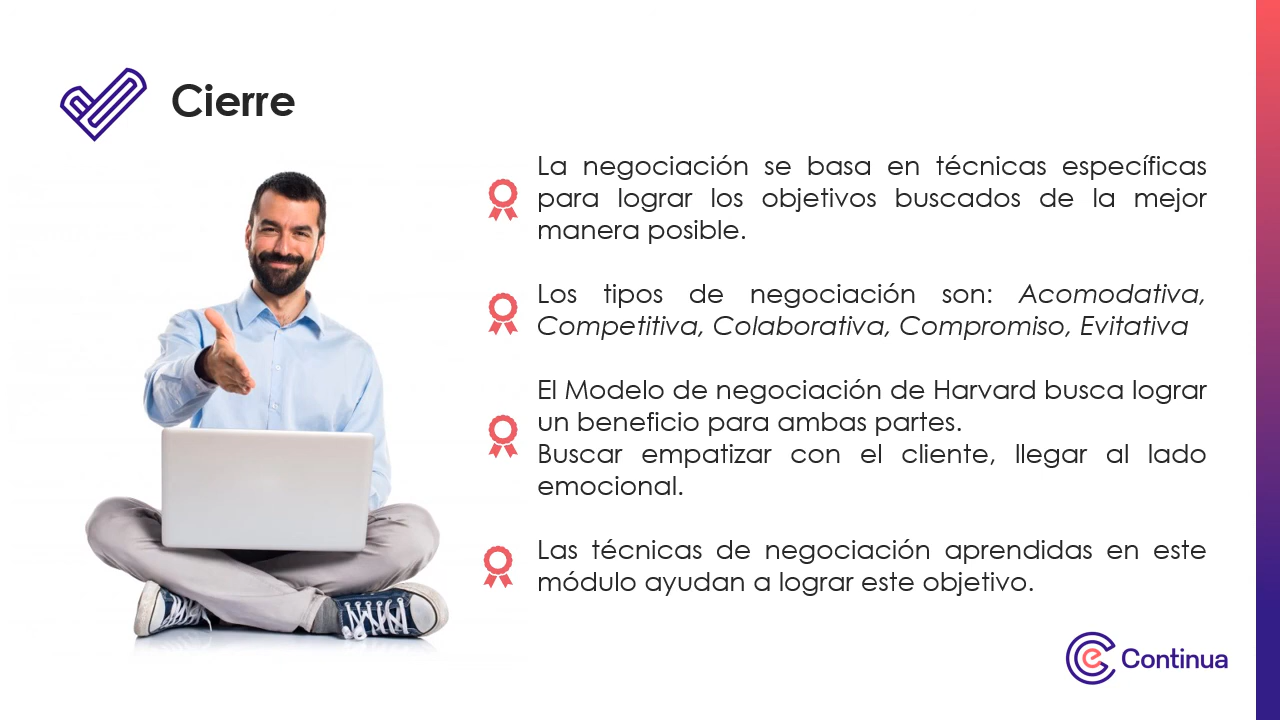 Cierre
La negociación se basa en técnicas específicas
para lograr los objetivos buscados de la mejor
manera posible.
Los tipos de negociación son: Acomodativa,
Competitiva, Colaborativa, Compromiso, Evitativa
El Modelo de negociación de Harvard busca lograr
un beneficio para ambas partes.
Buscar empatizar con el cliente, llegar al lado
emocional.
Las técnicas de negociación aprendidas en este
módulo ayudan a lograr este objetivo.
Continua